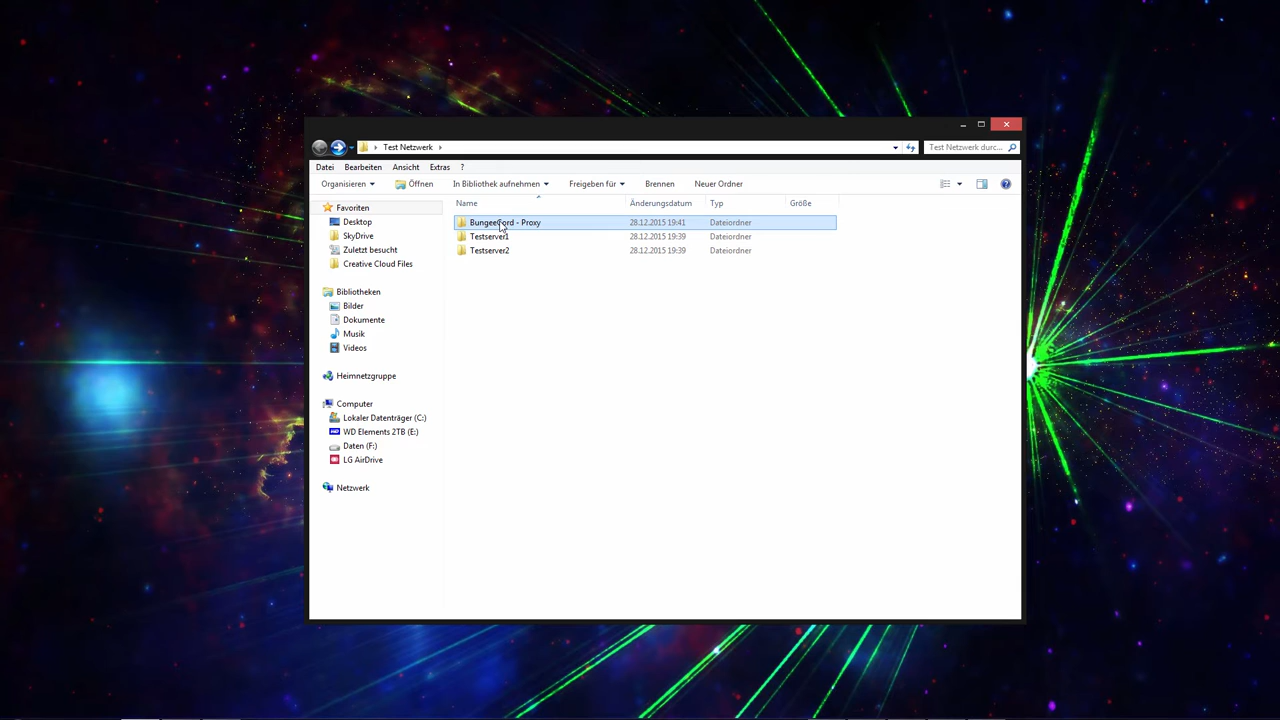 Test Netzwerk
Test Netzwerk durc...
Datei Bearbeiten Ansicht Extras ?
Organisieren Öffnen In Bibliothek aufnehmen Freigeben für Brennen Neuer Ordner
Name Änderungsdatum Typ Größe
Favoriten
Desktop
SkyDrive
Zuletzt besucht
Creative Cloud Files
Bibliotheken
Bilder
Dokumente
Musik
Videos
Heimnetzgruppe
Computer
Lokaler Datenträger (C:)
WD Elements 2TB (E:)
Daten (F:)
LG AirDrive
Netzwerk
BungeeCord - Proxy 28.12.2015 19:41 Dateiordner
Testserver1 28.12.2015 19:39 Dateiordner
Testserver2 28.12.2015 19:39 Dateiordner